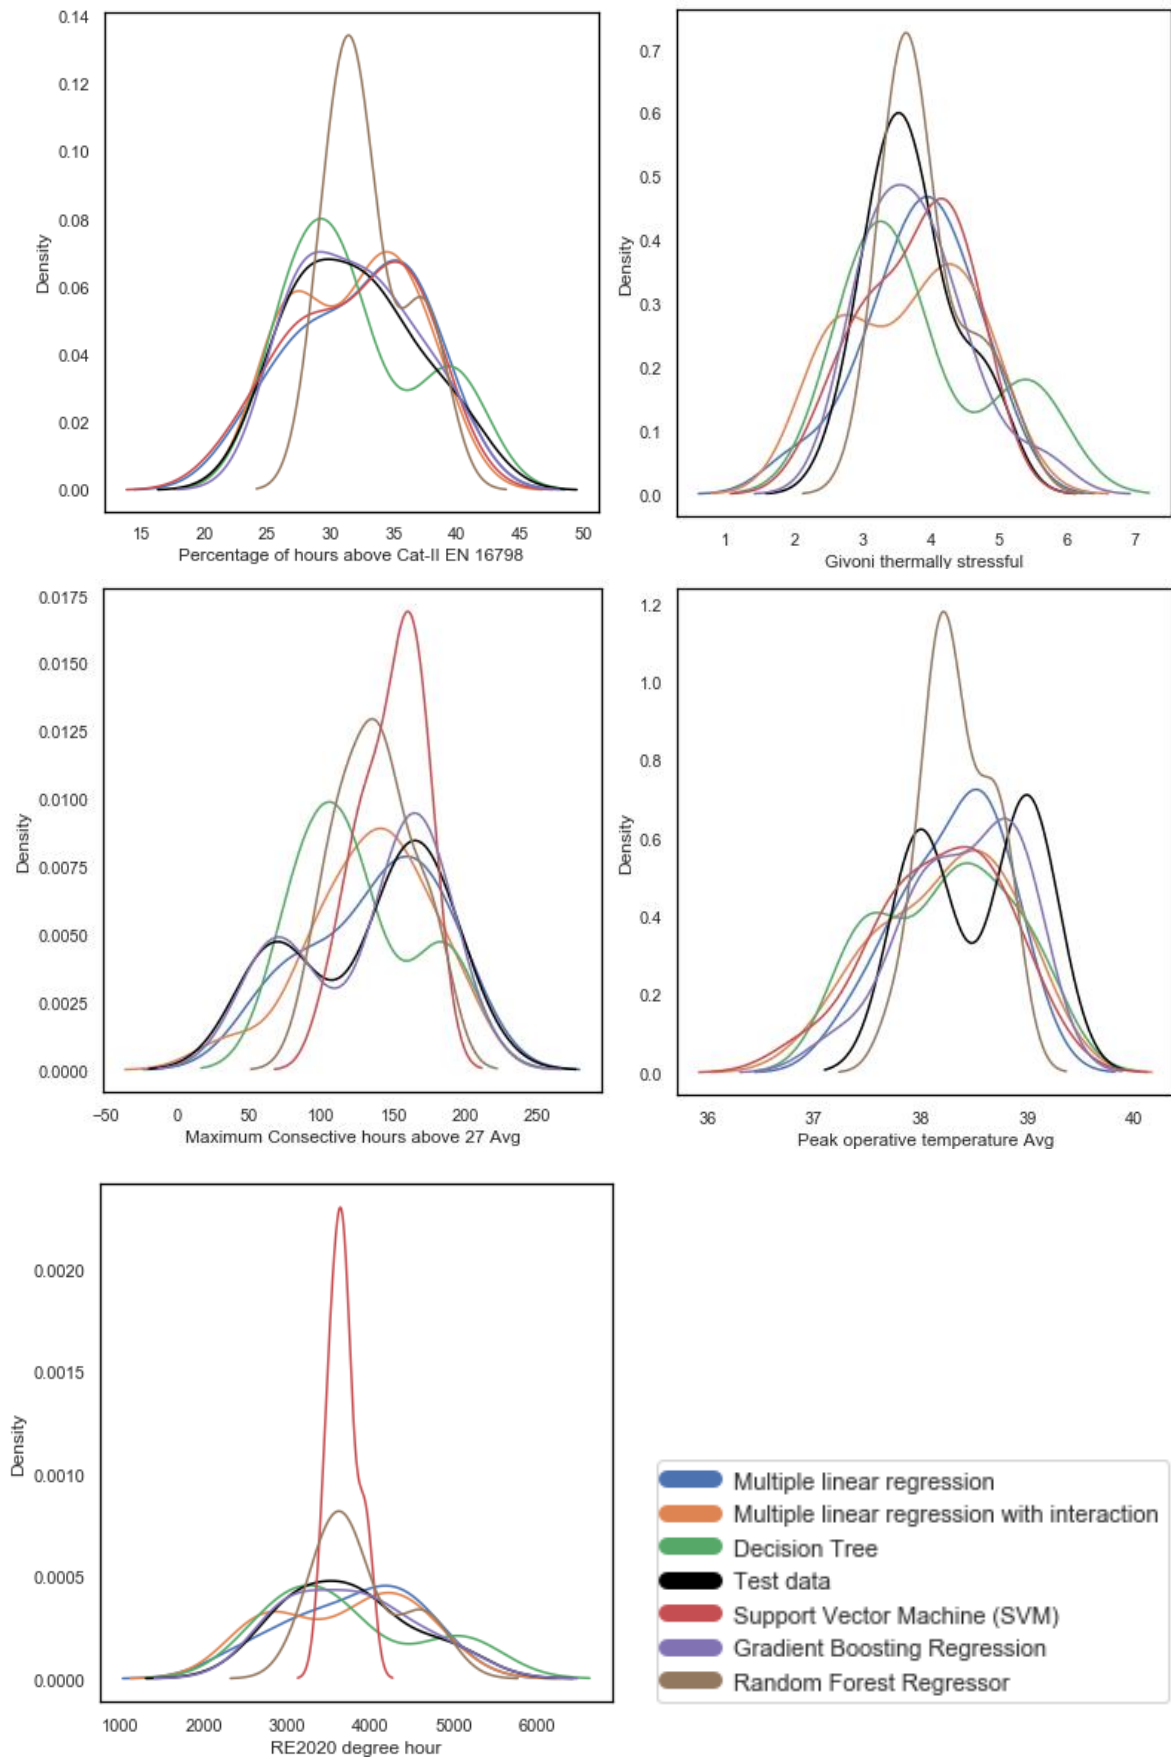 0.14
0.12
0.10
0.08
0.06
0.04
0.02
0.00
Density
15 20 25 30 35 40 45 50
Percentage of hours above Cat-II EN 16798
0.7
0.6
0.5
0.4
0.3
0.2
0.1
0.0
Density
1 2 3 4 5 6 7
Givoni thermally stressful
0.0175
0.0150
0.0125
0.0100
0.0075
0.0050
0.0025
0.0000
Density
−50 0 50 100 150 200 250
Maximum Consective hours above 27 Avg
1.2
1.0
0.8
0.6
0.4
0.2
0.0
Density
36 37 38 39 40
Peak operative temperature Avg
0.0020
0.0015
0.0010
0.0005
0.0000
Density
1000 2000 3000 4000 5000 6000
RE2020 degree hour
Multiple linear regression
Multiple linear regression with interaction
Decision Tree
Test data
Support Vector Machine (SVM)
Gradient Boosting Regression
Random Forest Regressor